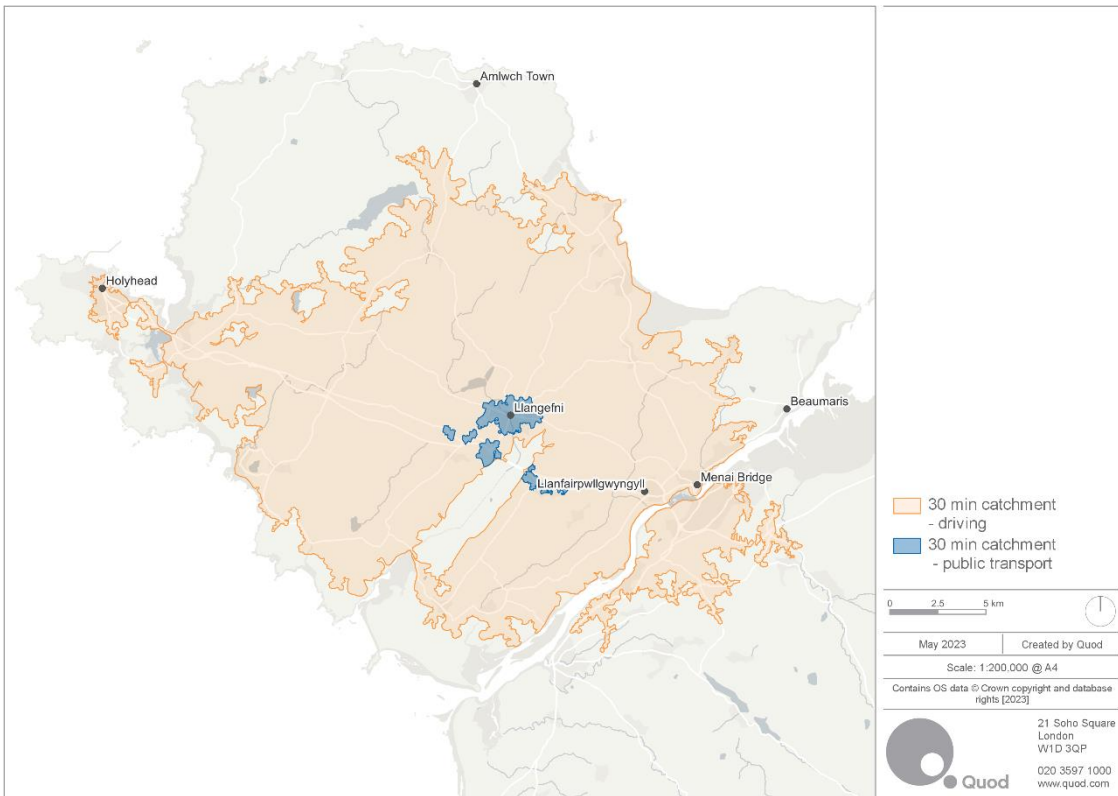 Amlwch Town
Holyhead
Llangefni
Beaumaris
Llanfairpwllgwyngyll
Menai Bridge
30 min catchment
- driving
30 min catchment
- public transport
0 2.5 5 km
May 2023
Created by Quod
Scale: 1:200,000 @ A4
Contains OS data © Crown copyright and database
rights [2023]
21 Soho Square
London
W1D 3QP
020 3597 1000
www.quod.com
Quod